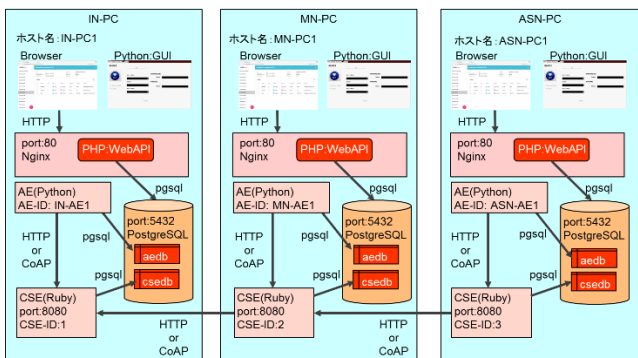 IN-PC
ホスト名：IN-PC1
Browser
Python:GUI
HTTP
port:80
Nginx
PHP:WebAPI
pgsql
AE(Python)
AE-ID: IN-AE1
port:5432
PostgreSQL
HTTP
or
CoAP
pgsql
aedb
csedb
CSE(Ruby)
port:8080
CSE-ID:1
HTTP
or
CoAP
MN-PC
ホスト名：MN-PC1
Browser
Python:GUI
HTTP
port:80
Nginx
PHP:WebAPI
pgsql
AE(Python)
AE-ID: MN-AE1
port:5432
PostgreSQL
HTTP
or
CoAP
pgsql
aedb
csedb
CSE(Ruby)
port:8080
CSE-ID:2
HTTP
or
CoAP
ASN-PC
ホスト名：ASN-PC1
Browser
Python:GUI
HTTP
port:80
Nginx
PHP:WebAPI
pgsql
AE(Python)
AE-ID: ASN-AE1
port:5432
PostgreSQL
HTTP
or
CoAP
pgsql
aedb
csedb
CSE(Ruby)
port:8080
CSE-ID:3